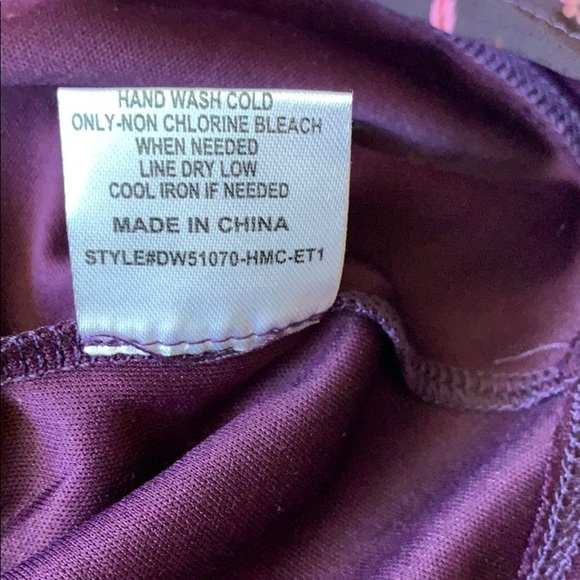 HAND WASH COLD
ONLY-NON CHLORINE BLEACH
WHEN NEEDED
LINE DRY LOW
COOL IRON IF NEEDED
MADE IN CHINA
STYLE#DW51070-HMC-ET1